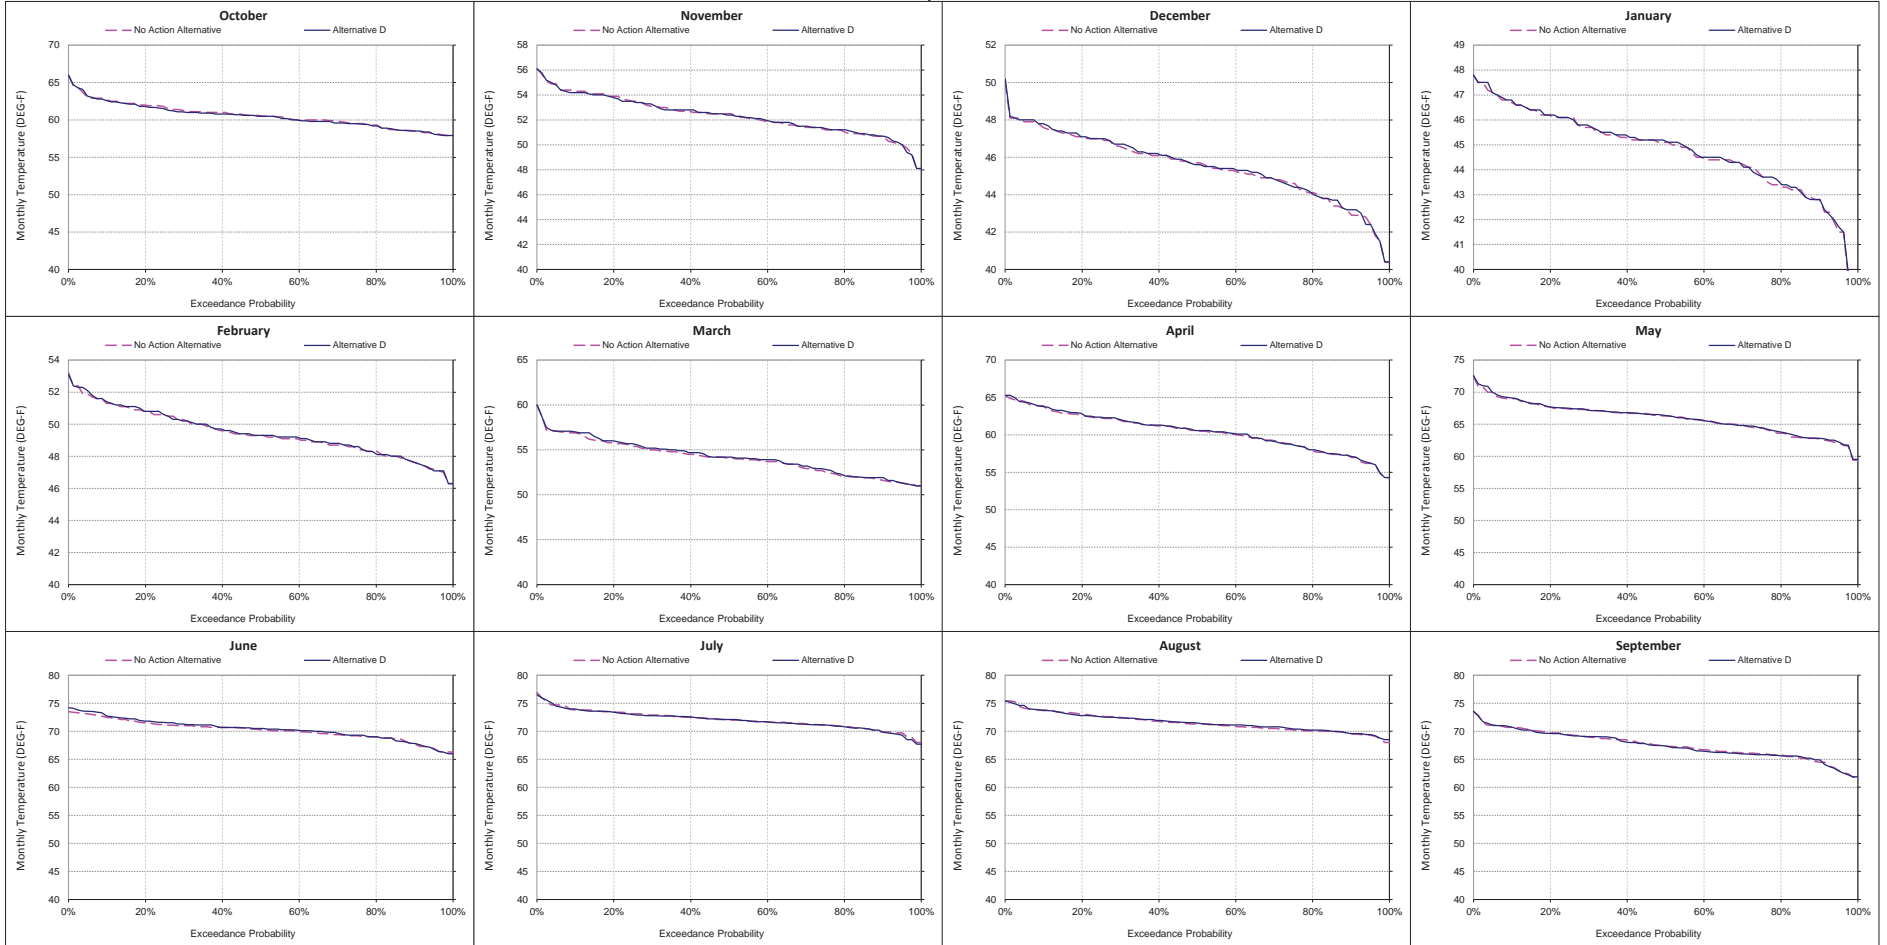 October
No Action Alternative Alternative D
Monthly Temperature (DEG-F)
70
65
60
55
50
45
40
0% 20% 40% 60% 80% 100%
Exceedance Probability
November
No Action Alternative Alternative D
Monthly Temperature (DEG-F)
58
56
54
52
50
48
46
44
42
40
0% 20% 40% 60% 80% 100%
Exceedance Probability
December
No Action Alternative Alternative D
Monthly Temperature (DEG-F)
52
50
48
46
44
42
40
0% 20% 40% 60% 80% 100%
Exceedance Probability
January
No Action Alternative Alternative D
Monthly Temperature (DEG-F)
49
48
47
46
45
44
43
42
41
40
0% 20% 40% 60% 80% 100%
Exceedance Probability
February
No Action Alternative Alternative D
Monthly Temperature (DEG-F)
54
52
50
48
46
44
42
40
0% 20% 40% 60% 80% 100%
Exceedance Probability
March
No Action Alternative Alternative D
Monthly Temperature (DEG-F)
65
60
55
50
45
40
0% 20% 40% 60% 80% 100%
Exceedance Probability
April
No Action Alternative Alternative D
Monthly Temperature (DEG-F)
70
65
60
55
50
45
40
0% 20% 40% 60% 80% 100%
Exceedance Probability
May
No Action Alternative Alternative D
Monthly Temperature (DEG-F)
75
70
65
60
55
50
45
40
0% 20% 40% 60% 80% 100%
Exceedance Probability
June
No Action Alternative Alternative D
Monthly Temperature (DEG-F)
80
75
70
65
60
55
50
45
40
0% 20% 40% 60% 80% 100%
Exceedance Probability
July
No Action Alternative Alternative D
Monthly Temperature (DEG-F)
80
75
70
65
60
55
50
45
40
0% 20% 40% 60% 80% 100%
Exceedance Probability
August
No Action Alternative Alternative D
Monthly Temperature (DEG-F)
80
75
70
65
60
55
50
45
40
0% 20% 40% 60% 80% 100%
Exceedance Probability
September
No Action Alternative Alternative D
Monthly Temperature (DEG-F)
80
75
70
65
60
55
50
45
40
0% 20% 40% 60% 80% 100%
Exceedance Probability